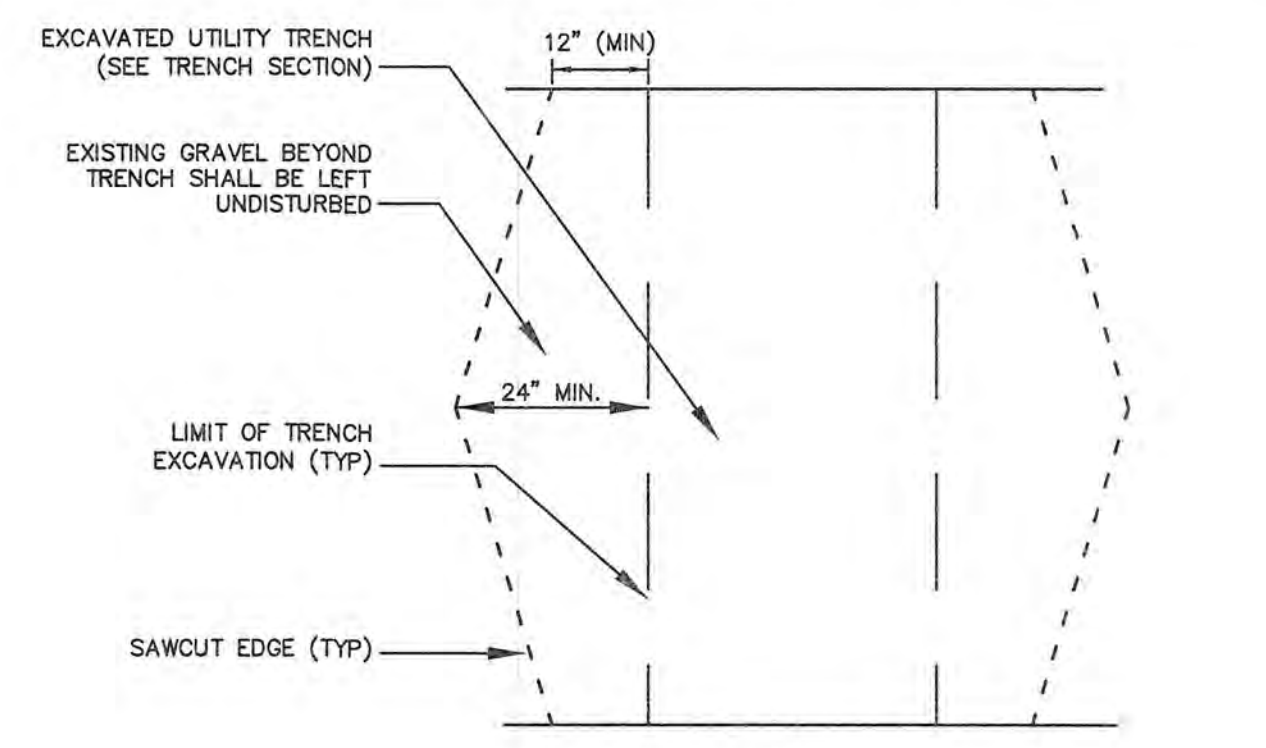 EXCAVATED UTILITY TRENCH
(SEE TRENCH SECTION)
12" (MIN)
EXISTING GRAVEL BEYOND
TRENCH SHALL BE LEFT
UNDISTURBED
24" MIN.
LIMIT OF TRENCH
EXCAVATION (TYP)
SAWCUT EDGE (TYP)